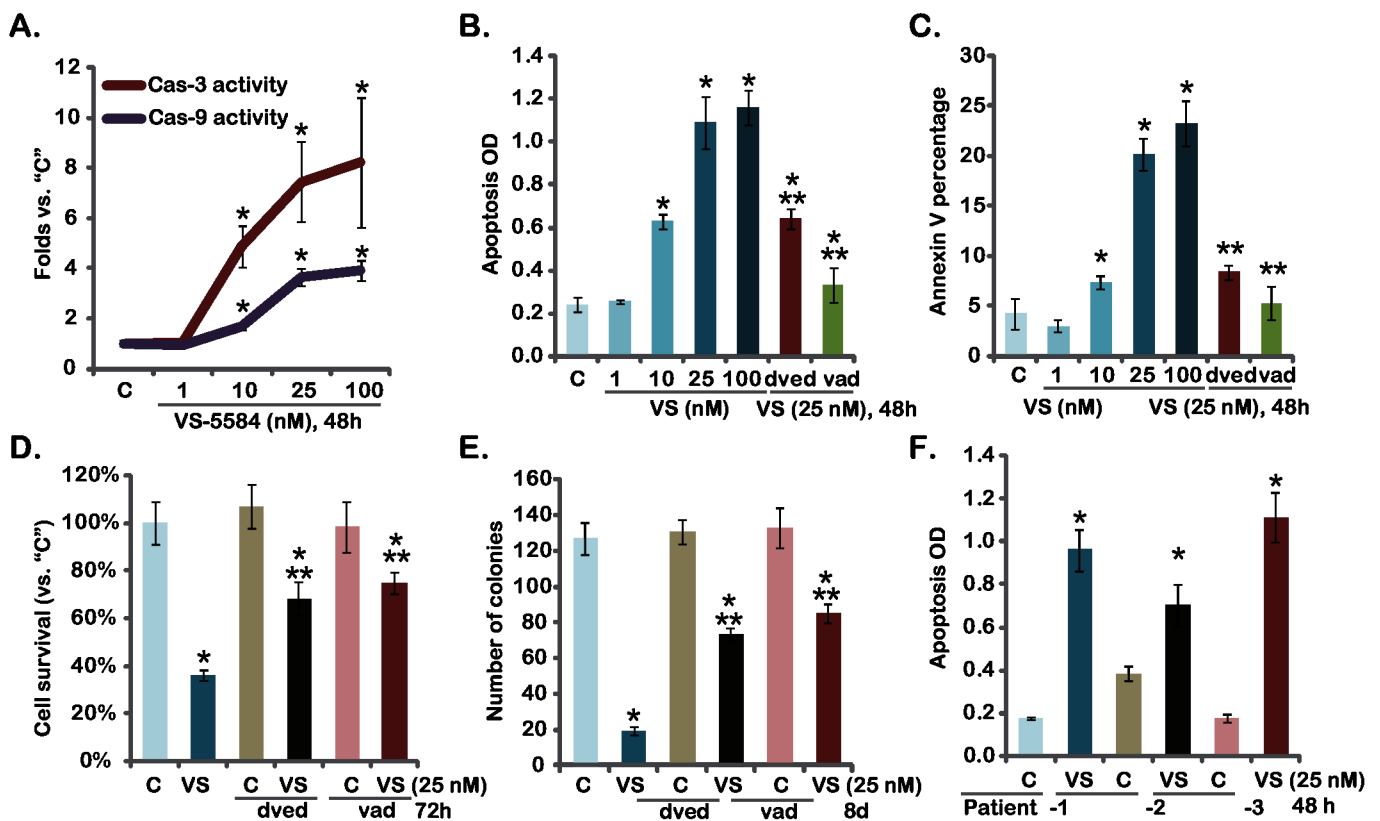 A.
Folds vs. “C”
12
10
8
6
4
2
0
Cas-3 activity
Cas-9 activity
*
*
*
*
*
*
C 1 10 25 100
VS-5584 (nM), 48h
B.
Apoptosis OD
1.4
1.2
1.0
0.8
0.6
0.4
0.2
0.0
*
*
*
*
**
*
**
C 1 10 25 100 dved vad
VS (nM) VS (25 nM), 48h
C.
Annexin V percentage
30
25
20
15
10
5
0
*
*
*
**
**
C 1 10 25 100 dved vad
VS (nM) VS (25 nM), 48h
D.
Cell survival (vs. “C”)
120%
100%
80%
60%
40%
20%
0%
*
*
**
*
**
C VS C VS C VS (25 nM)
dved vad 72h
E.
Number of colonies
160
140
120
100
80
60
40
20
0
*
*
**
*
**
C VS C VS C VS (25 nM)
dved vad 8d
F.
Apoptosis OD
1.4
1.2
1.0
0.8
0.6
0.4
0.2
0.0
*
*
*
C VS C VS C VS (25 nM)
Patient -1 -2 -3 48 h